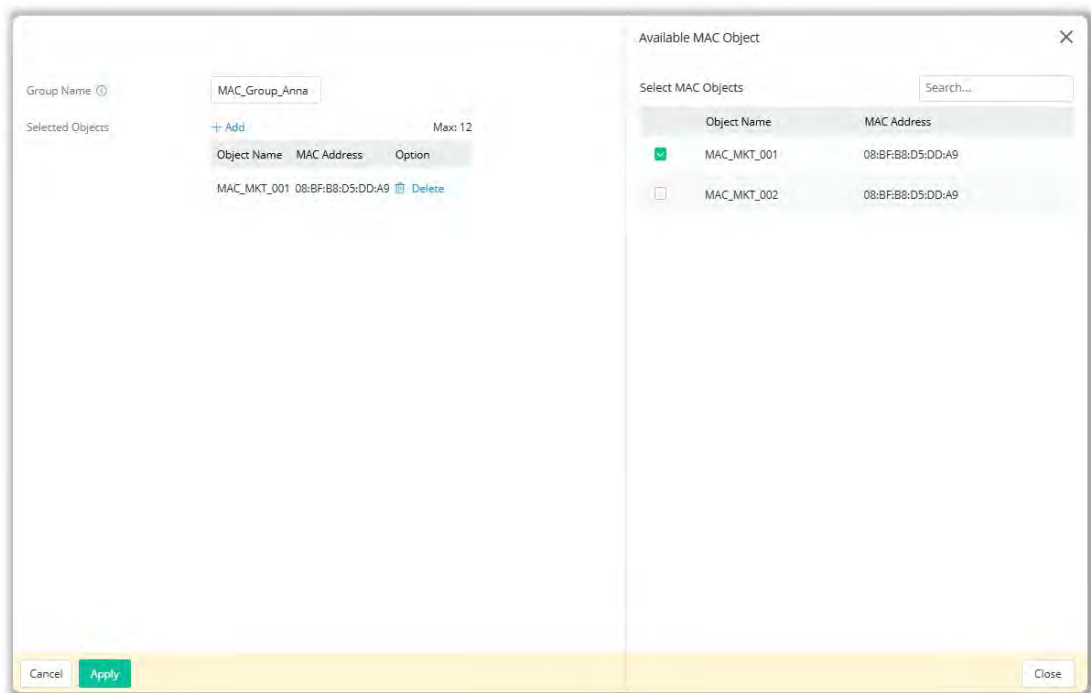 Available MAC Object
Group Name
MAC_Group_Anna
Selected Objects
+ Add
Max: 12
Object Name MAC Address Option
MAC_MKT_001 08:BF:B8:D5:DD:A9 Delete
Select MAC Objects
Search...
Object Name MAC Address
MAC_MKT_001 08:BF:B8:D5:DD:A9
MAC_MKT_002 08:BF:B8:D5:DD:A9
Cancel
Apply
Close